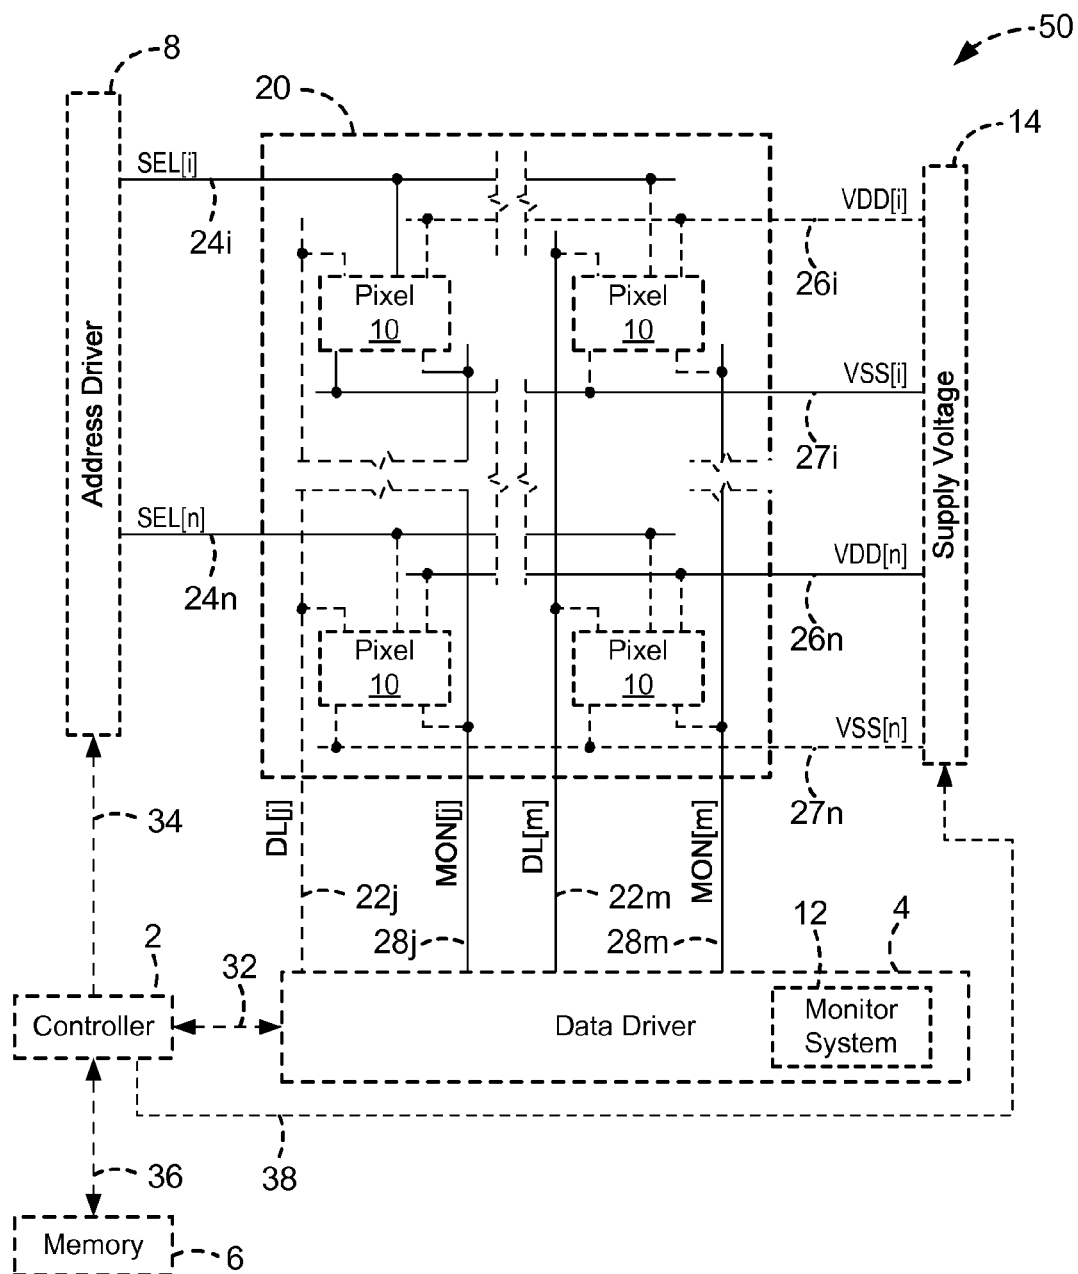 50
8
20
14
SEL[i]
VDD[i]
24i
26i
Pixel
10
Pixel
10
Address Driver
VSS[i]
27i
Supply Voltage
SEL[n]
VDD[n]
24n
26n
Pixel
10
Pixel
10
VSS[n]
27n
34
DL[j]
MON[j]
DL[m]
MON[m]
22j
22m
28j
28m
12
4
2
32
Controller
Data Driver
Monitor
System
36
38
Memory
6